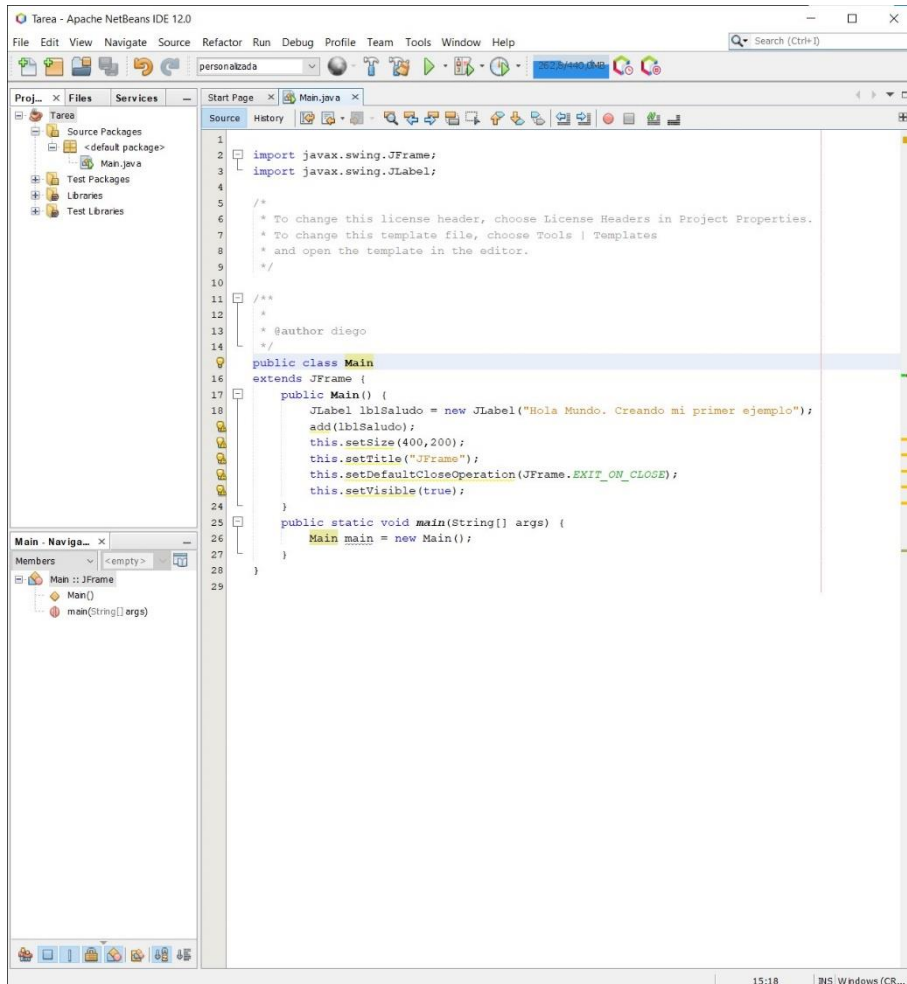 Tarea - Apache NetBeans IDE 12.0
File Edit View Navigate Source Refactor Run Debug Profile Team Tools Window Help
Search (Ctrl+I)
personalizada
Proj... Files Services
Start Page Main.java
Source History
Tarea
Source Packages
<default package>
Main.java
Test Packages
Libraries
Test Libraries
1
2 import javax.swing.JFrame;
3 import javax.swing.JLabel;
4
5 /*
6 * To change this license header, choose License Headers in Project Properties.
7 * To change this template file, choose Tools | Templates
8 * and open the template in the editor.
9 */
10
11 /**
12 *
13 * @author diego
14 */
public class Main
16 extends JFrame {
17 public Main() {
18 JLabel lblSaludo = new JLabel("Hola Mundo. Creando mi primer ejemplo");
add(lblSaludo);
this.setSize(400,200);
this.setTitle("JFrame");
this.setDefaultCloseOperation(JFrame.EXIT_ON_CLOSE);
this.setVisible(true);
24 }
25 public static void main(String[] args) {
26 Main main = new Main();
27 }
28 }
29
Main - Naviga...
Members <empty>
Main :: JFrame
Main()
main(String[] args)
15:18 INS Windows (CR...